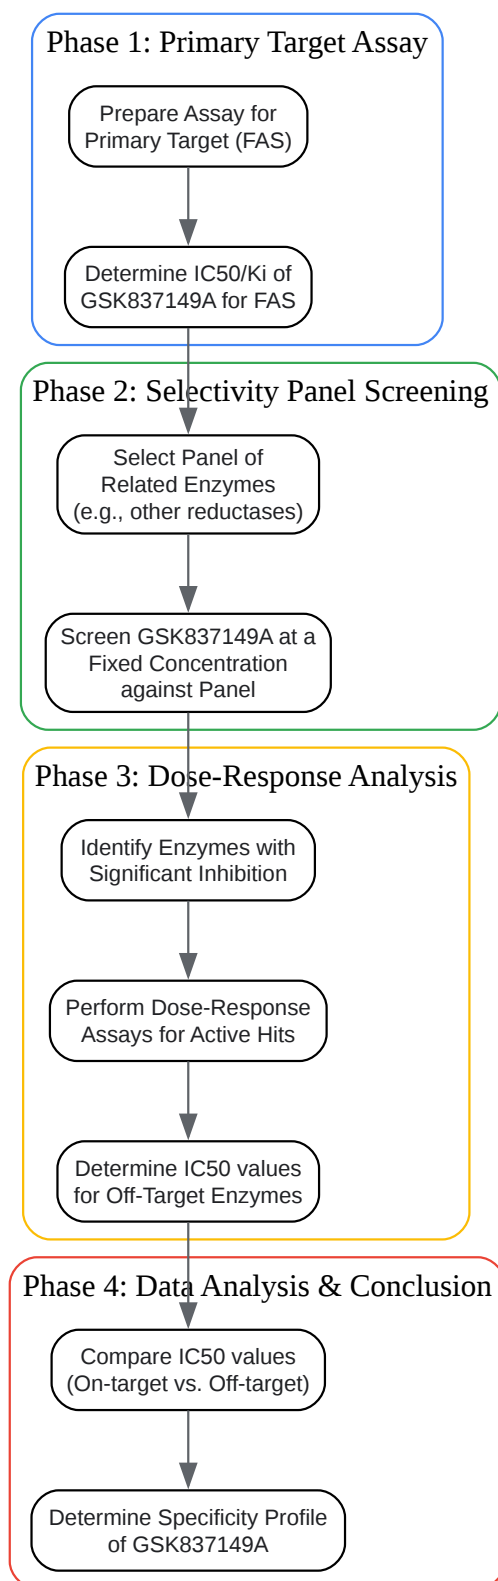 Phase 1: Primary Target Assay
Prepare Assay for
Primary Target (FAS)
Determine IC50/Ki of
GSK837149A for FAS
Phase 2: Selectivity Panel Screening
Select Panel of
Related Enzymes
(e.g., other reductases)
Screen GSK837149A at a
Fixed Concentration
against Panel
Phase 3: Dose-Response Analysis
Identify Enzymes with
Significant Inhibition
Perform Dose-Response
Assays for Active Hits
Determine IC50 values
for Off-Target Enzymes
Phase 4: Data Analysis & Conclusion
Compare IC50 values
(On-target vs. Off-target)
Determine Specificity Profile
of GSK837149A